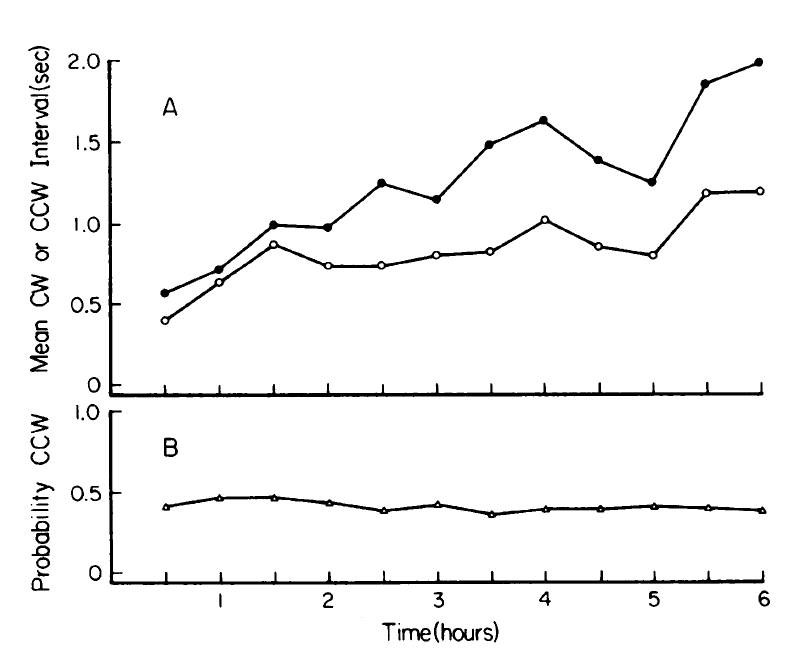 Mean CW or CCW Interval(sec)
2.0
1.5
1.0
0.5
0
A
Probability CCW
1.0
0.5
0
B
1 2 3 4 5 6
Time(hours)